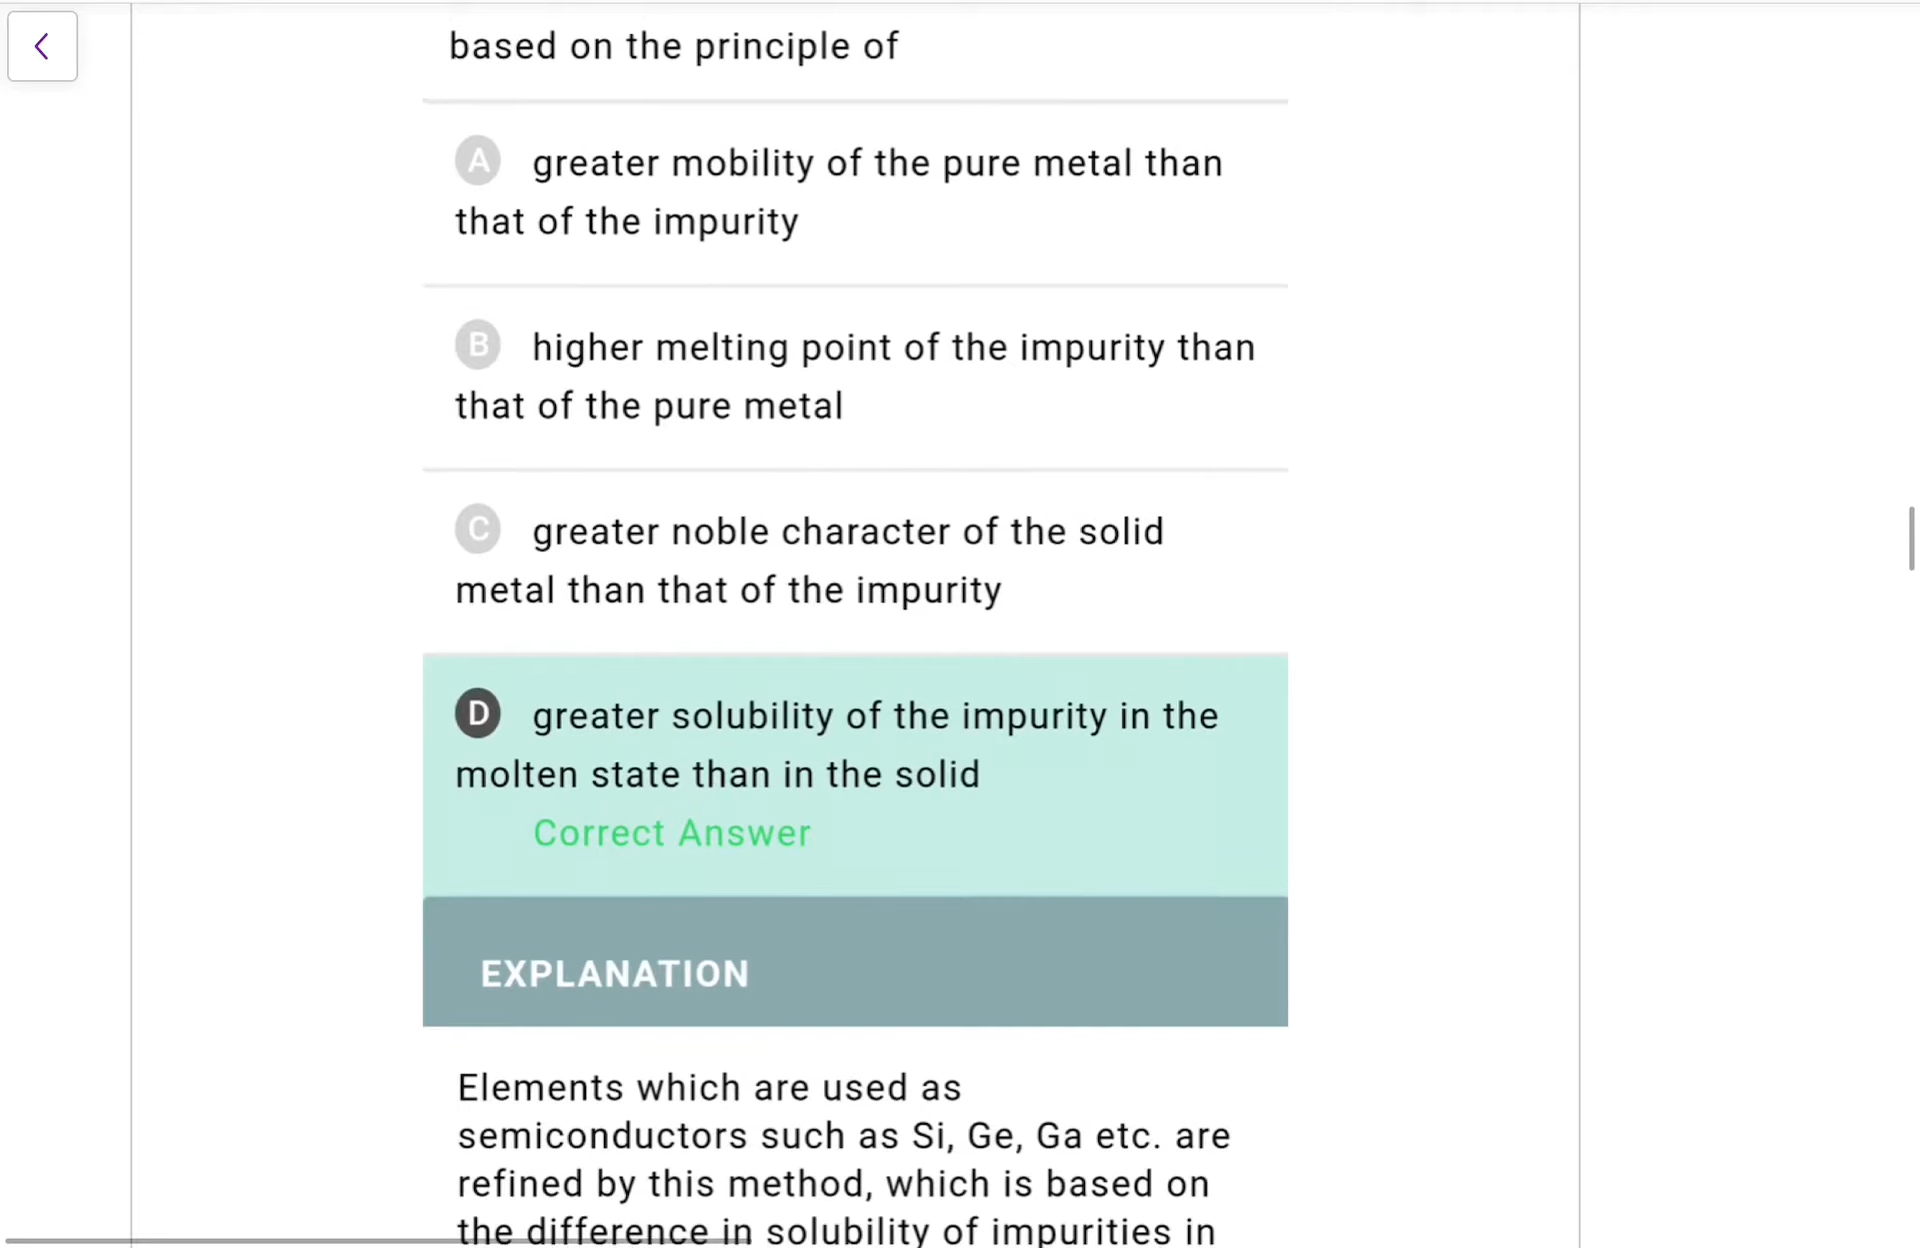 based on the principle of
A greater mobility of the pure metal than
that of the impurity
B higher melting point of the impurity than
that of the pure metal
C greater noble character of the solid
metal than that of the impurity
D greater solubility of the impurity in the
molten state than in the solid
Correct Answer
EXPLANATION
Elements which are used as
semiconductors such as Si, Ge, Ga etc. are
refined by this method, which is based on
the difference in solubility of impurities in